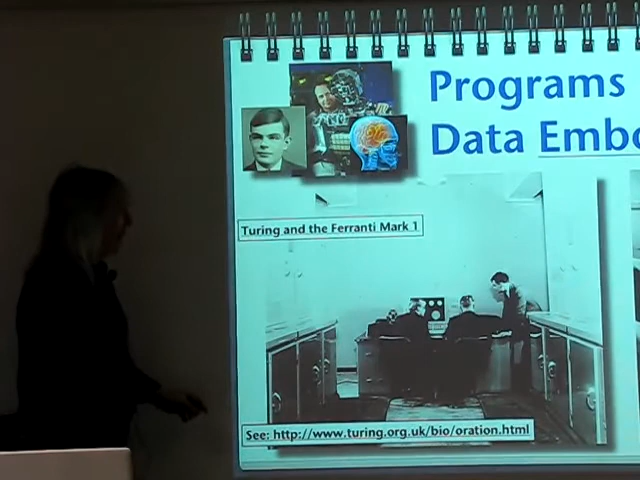 Programs
Data Embo
Turing and the Ferranti Mark 1
See: http://www.turing.org.uk/bio/oration.html